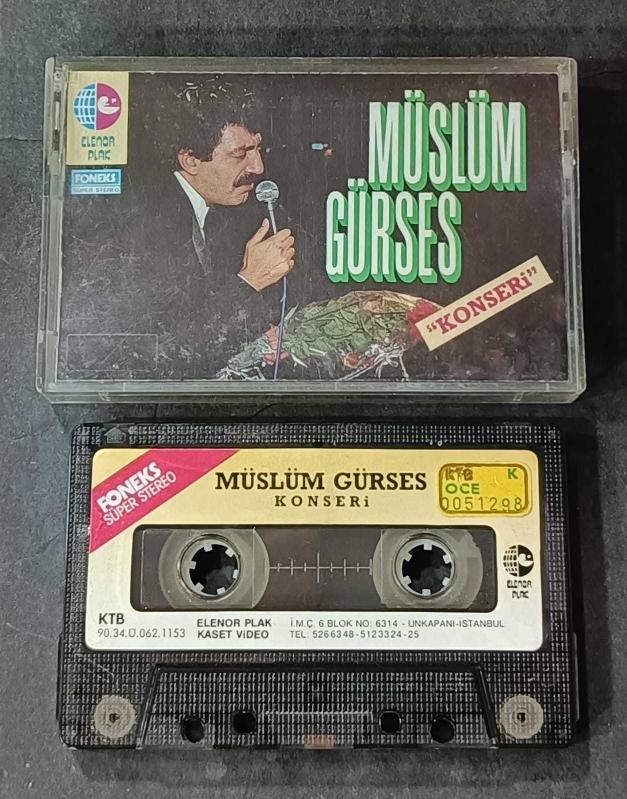 ELENOR
PLAK
FONEKS
SUPER STEREO
MÜSLÜM
GÜRSES
"KONSERİ"
FONEKS
SÜPER STEREO
MÜSLÜM GÜRSES
KONSERİ
KTB K
OCE
0051298
ELENOR
PLAK
KTB
90.34.Ü.062.1153
ELENOR PLAK
KASET VİDEO
İ.M.Ç. 6.BLOK NO: 6314 - UNKAPANI-İSTANBUL
TEL: 5266348-5123324-25